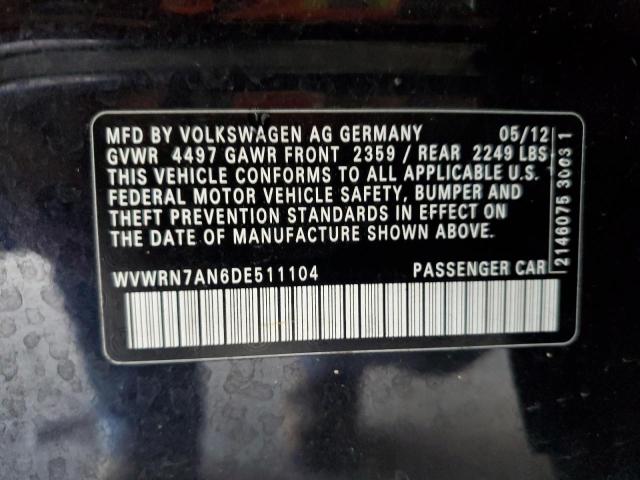 MFD BY VOLKSWAGEN AG GERMANY 05/12
GVWR 4497 GAWR FRONT 2359 / REAR 2249 LBS
THIS VEHICLE CONFORMS TO ALL APPLICABLE U.S.
FEDERAL MOTOR VEHICLE SAFETY, BUMPER AND
THEFT PREVENTION STANDARDS IN EFFECT ON
THE DATE OF MANUFACTURE SHOWN ABOVE.
WVWRN7AN6DE511104 PASSENGER CAR
2146075 3003 1